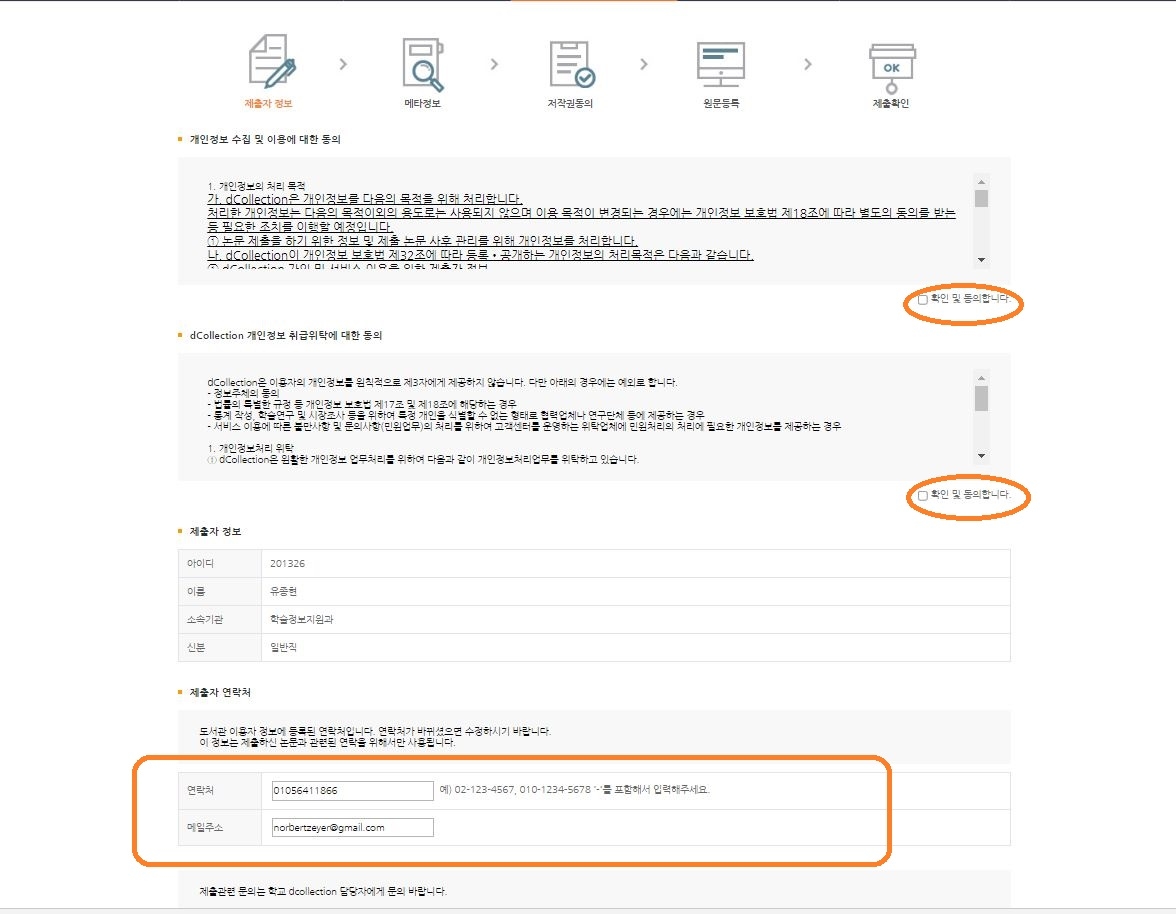 제출자 정보
메타정보
저작권동의
원문등록
OK
제출확인
개인정보 수집 및 이용에 대한 동의
1. 개인정보의 처리 목적
가. dCollection은 개인정보를 다음의 목적을 위해 처리합니다.
처리한 개인정보는 다음의 목적이외의 용도로는 사용되지 않으며 이용 목적이 변경되는 경우에는 개인정보 보호법 제18조에 따라 별도의 동의를 받는
등 필요한 조치를 이행할 예정입니다.
① 논문 제출을 하기 위한 정보 및 제출 논문 사후 관리를 위해 개인정보를 처리합니다.
나. dCollection이 개인정보 보호법 제32조에 따라 등록 • 공개하는 개인정보의 처리목적은 다음과 같습니다.
① dCollection 가입 및 서비스 이용을 위한 제출자 정보
확인 및 동의합니다.
dCollection 개인정보 취급위탁에 대한 동의
dCollection은 이용자의 개인정보를 원칙적으로 제3자에게 제공하지 않습니다. 다만 아래의 경우에는 예외로 합니다.
- 정보주체의 동의
- 법률의 특별한 규정 등 개인정보 보호법 제17조 및 제18조에 해당하는 경우
- 통계 작성, 학술연구 및 시장조사 등을 위하여 특정 개인을 식별할 수 없는 형태로 협력업체나 연구단체 등에 제공하는 경우
- 서비스 이용에 따른 불만사항 및 문의사항(민원업무)의 처리를 위하여 고객센터를 운영하는 위탁업체에 민원처리의 처리에 필요한 개인정보를 제공하는 경우
1. 개인정보처리 위탁
① dCollection은 원활한 개인정보 업무처리를 위하여 다음과 같이 개인정보처리업무를 위탁하고 있습니다.
확인 및 동의합니다.
제출자 정보
아이디 201326
이름 유종현
소속기관 학술정보지원과
신분 일반직
제출자 연락처
도서관 이용자 정보에 등록된 연락처입니다. 연락처가 바뀌셨으면 수정하시기 바랍니다.
이 정보는 제출하신 논문과 관련된 연락을 위해서만 사용됩니다.
연락처 01056411866 예) 02-123-4567, 010-1234-5678 '-'를 포함해서 입력해주세요.
메일주소 norbertzeyer@gmail.com
제출관련 문의는 학교 dcollection 담당자에게 문의 바랍니다.